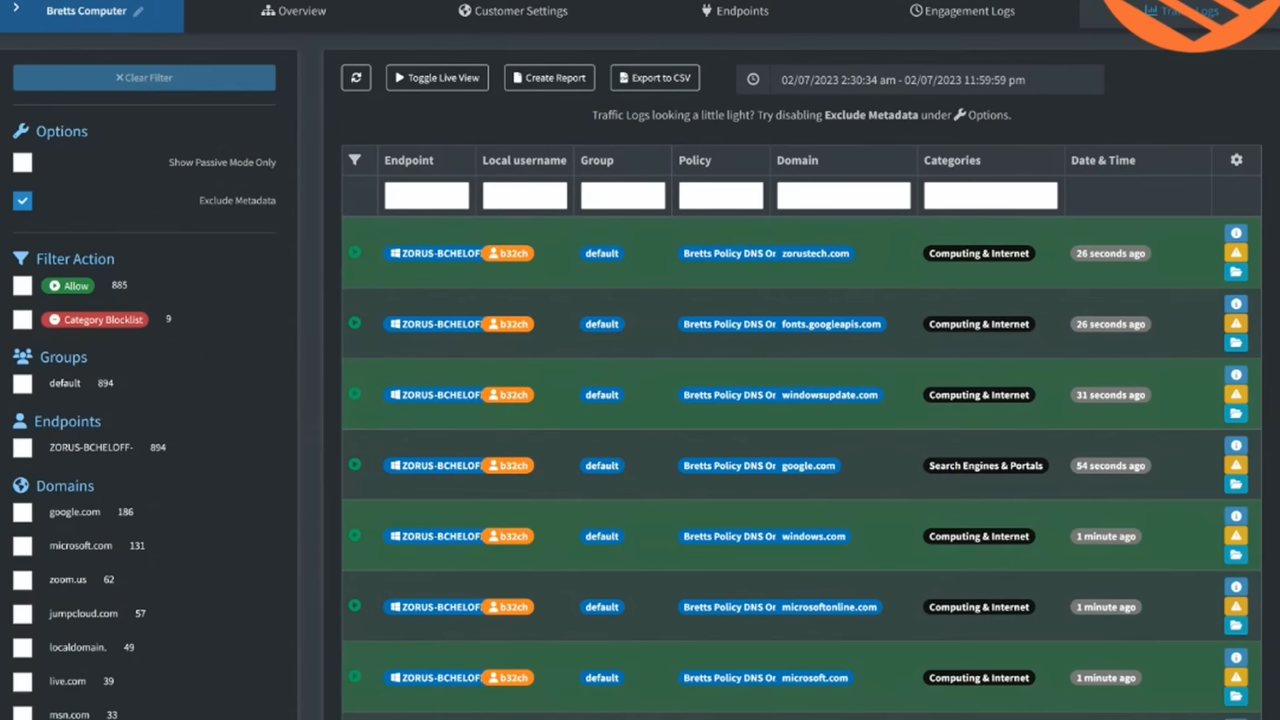 Bretts Computer
Overview
Customer Settings
Endpoints
Engagement Logs
Clear Filter
Toggle Live View
Create Report
Export to CSV
02/07/2023 2:30:34 am - 02/07/2023 11:59:59 pm
Traffic Logs looking a little light? Try disabling Exclude Metadata under Options.
Options
Show Passive Mode Only
Exclude Metadata
Filter Action
Allow 885
Category Blocklist 9
Groups
default 894
Endpoints
ZORUS-BCHELOFF- 894
Domains
google.com 186
microsoft.com 131
zoom.us 62
jumpcloud.com 57
localdomain. 49
live.com 39
msn.com 33
Endpoint Local username Group Policy Domain Categories Date & Time
ZORUS-BCHELOF b32ch default Bretts Policy DNS Or zorustech.com Computing & Internet 26 seconds ago
ZORUS-BCHELOF b32ch default Bretts Policy DNS Or fonts.googleapis.com Computing & Internet 26 seconds ago
ZORUS-BCHELOF b32ch default Bretts Policy DNS Or windowsupdate.com Computing & Internet 31 seconds ago
ZORUS-BCHELOF b32ch default Bretts Policy DNS Or google.com Search Engines & Portals 54 seconds ago
ZORUS-BCHELOF b32ch default Bretts Policy DNS Or windows.com Computing & Internet 1 minute ago
ZORUS-BCHELOF b32ch default Bretts Policy DNS Or microsoftonline.com Computing & Internet 1 minute ago
ZORUS-BCHELOF b32ch default Bretts Policy DNS Or microsoft.com Computing & Internet 1 minute ago